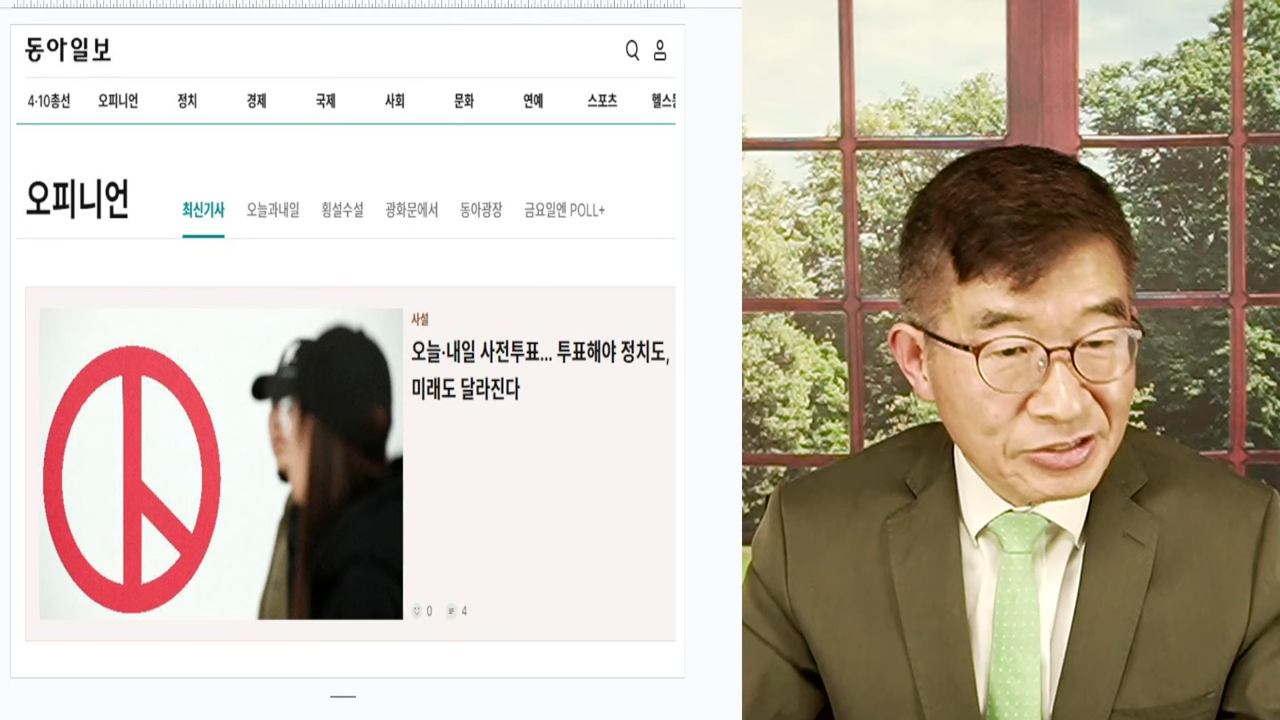 동아일보
4·10총선 오피니언 정치 경제 국제 사회 문화 연예 스포츠
오피니언
최신기사 오늘과내일 횡설수설 광화문에서 동아광장 금요일엔 POLL+
사설
오늘·내일 사전투표... 투표해야 정치도,
미래도 달라진다
0 4